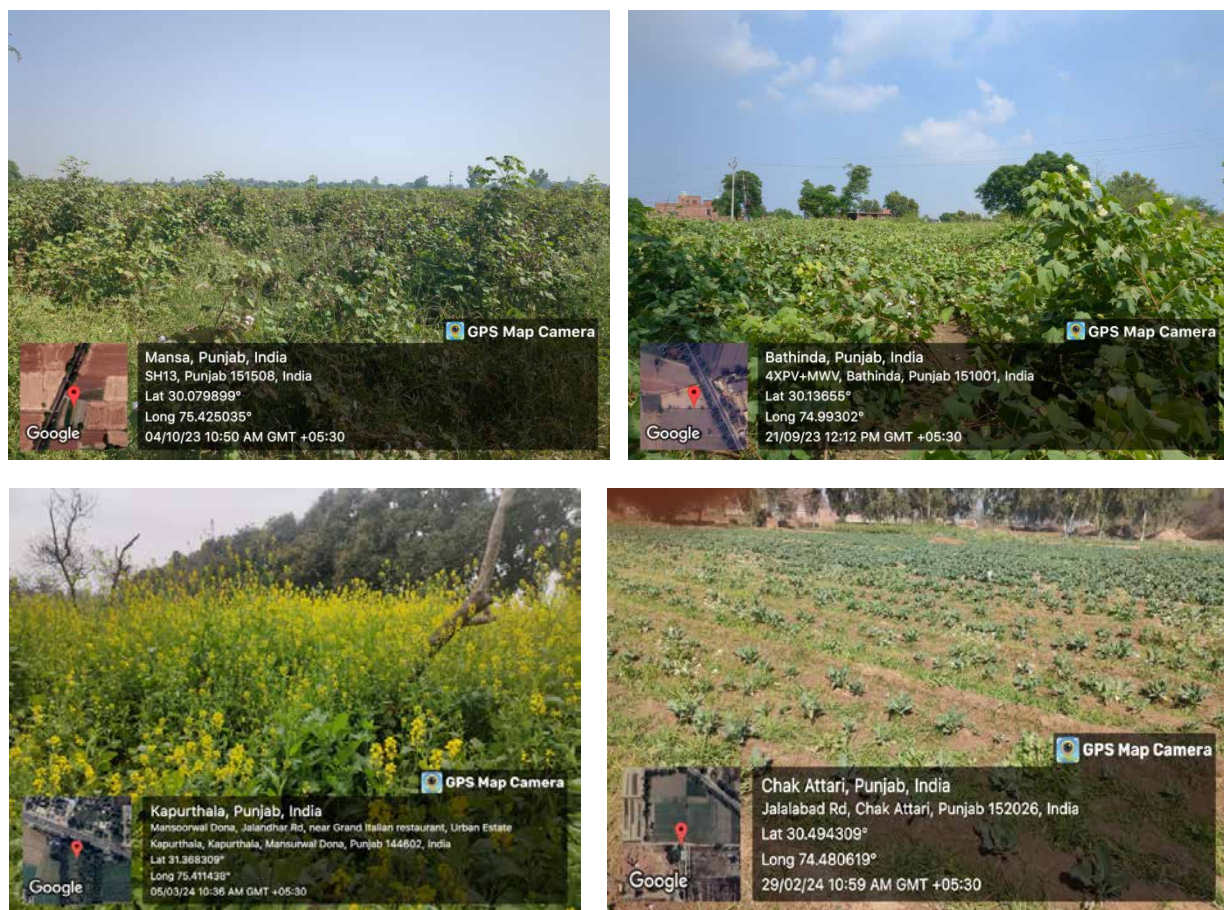 GPS Map Camera
Mansa, Punjab, India
SH13, Punjab 151508, India
Lat 30.079899°
Long 75.425035°
04/10/23 10:50 AM GMT +05:30
Google
GPS Map Camera
Bathinda, Punjab, India
4XPV+MWV, Bathinda, Punjab 151001, India
Lat 30.13655°
Long 74.99302°
21/09/23 12:12 PM GMT +05:30
Google
GPS Map Camera
Kapurthala, Punjab, India
Mansoorwal Dona, Jalandhar Rd, near Grand Italian restaurant, Urban Estate
Kapurthala, Kapurthala, Mansurwal Dona, Punjab 144602, India
Lat 31.368309°
Long 75.411438°
05/03/24 10:36 AM GMT +05:30
Google
GPS Map Camera
Chak Attari, Punjab, India
Jalalabad Rd, Chak Attari, Punjab 152026, India
Lat 30.494309°
Long 74.480619°
29/02/24 10:59 AM GMT +05:30
Google